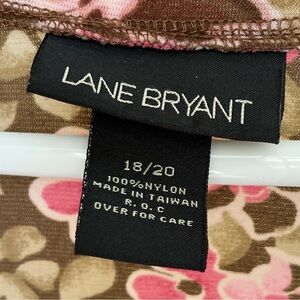 LANE BRYANT
18/20
100%NYLON
MADE IN TAIWAN
R.O.C
OVER FOR CARE